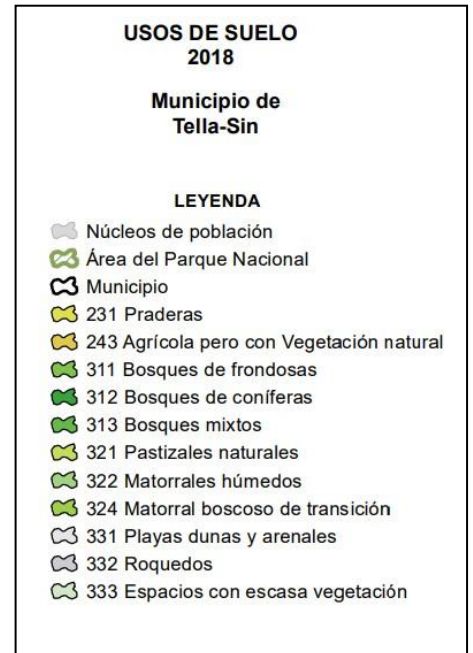 USOS DE SUELO
2018
Municipio de
Tella-Sin
LEYENDA
Núcleos de población
Área del Parque Nacional
Municipio
231 Praderas
243 Agrícola pero con Vegetación natural
311 Bosques de frondosas
312 Bosques de coníferas
313 Bosques mixtos
321 Pastizales naturales
322 Matorrales húmedos
324 Matorral boscoso de transición
331 Playas dunas y arenales
332 Roquedos
333 Espacios con escasa vegetación